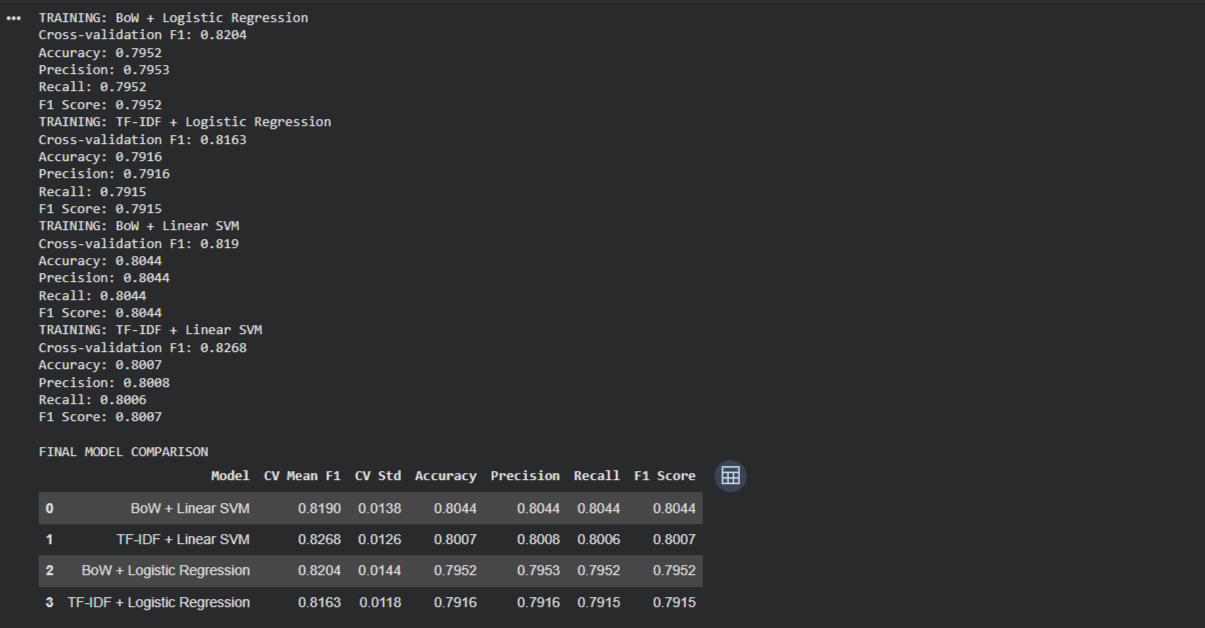 TRAINING: BoW + Logistic Regression
Cross-validation F1: 0.8204
Accuracy: 0.7952
Precision: 0.7953
Recall: 0.7952
F1 Score: 0.7952
TRAINING: TF-IDF + Logistic Regression
Cross-validation F1: 0.8163
Accuracy: 0.7916
Precision: 0.7916
Recall: 0.7915
F1 Score: 0.7915
TRAINING: BoW + Linear SVM
Cross-validation F1: 0.819
Accuracy: 0.8044
Precision: 0.8044
Recall: 0.8044
F1 Score: 0.8044
TRAINING: TF-IDF + Linear SVM
Cross-validation F1: 0.8268
Accuracy: 0.8007
Precision: 0.8008
Recall: 0.8006
F1 Score: 0.8007
FINAL MODEL COMPARISON
Model CV Mean F1 CV Std Accuracy Precision Recall F1 Score
0 BoW + Linear SVM 0.8190 0.0138 0.8044 0.8044 0.8044 0.8044
1 TF-IDF + Linear SVM 0.8268 0.0126 0.8007 0.8008 0.8006 0.8007
2 BoW + Logistic Regression 0.8204 0.0144 0.7952 0.7953 0.7952 0.7952
3 TF-IDF + Logistic Regression 0.8163 0.0118 0.7916 0.7916 0.7915 0.7915